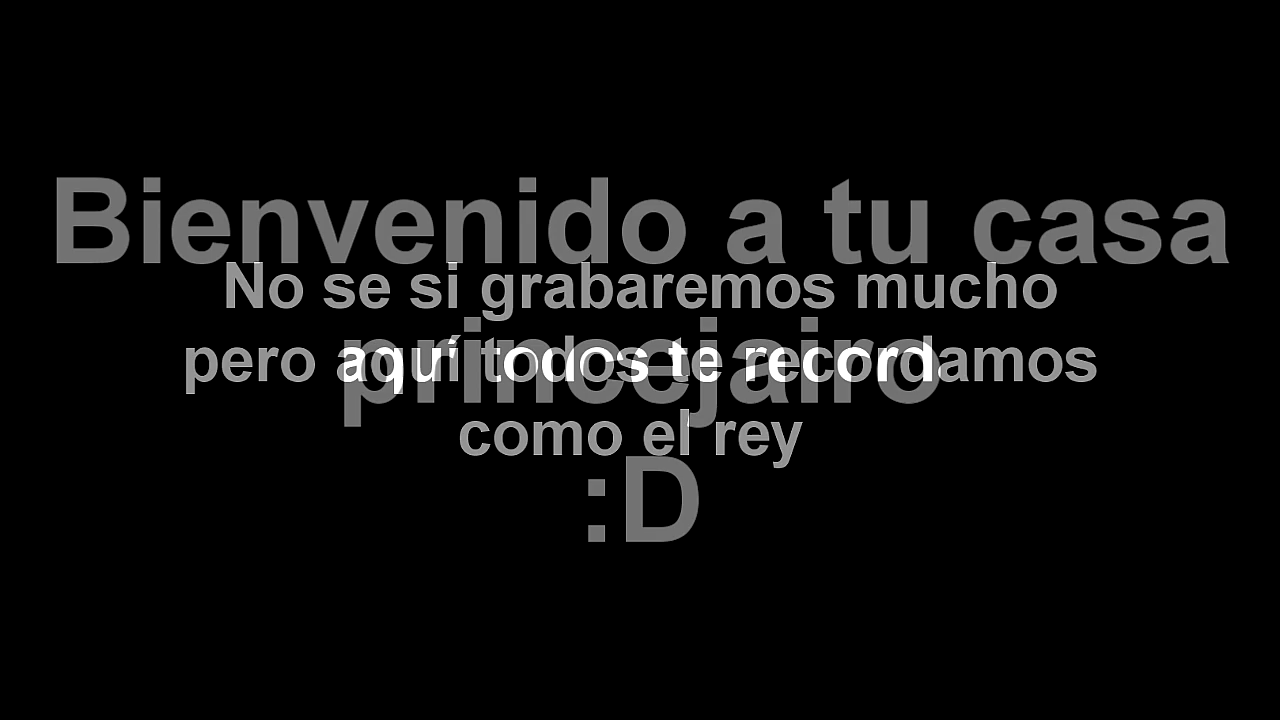 Bienvenido a tu casa
princejairo
:D
No se si grabaremos mucho
pero aquí todos te recordamos
como el rey